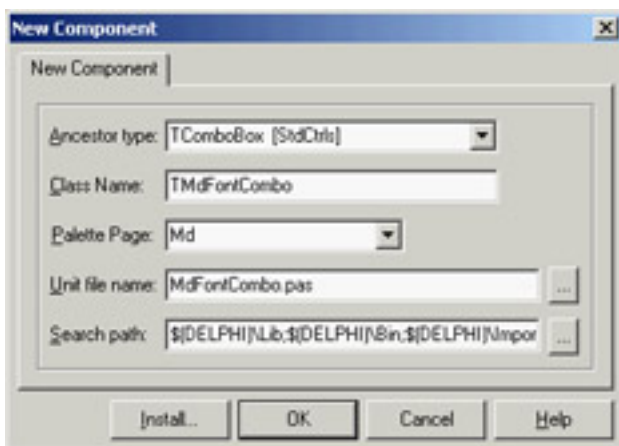 New Component
New Component
Ancestor type: TComboBox [StdCtrls]
Class Name: TMdFontCombo
Palette Page: Md
Unit file name: MdFontCombo.pas ...
Search path: $(DELPHI)\Lib;$(DELPHI)\Bin;$(DELPHI)\Impor ...
Install... OK Cancel Help